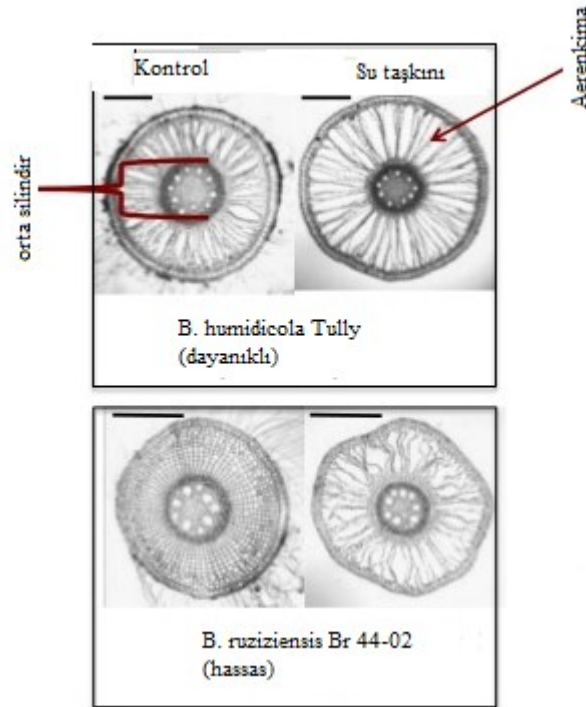 Kontrol
Su taşkını
Aerenkima
orta silindir
B. humidicola Tully
(dayanıklı)
B. ruziziensis Br 44-02
(hassas)